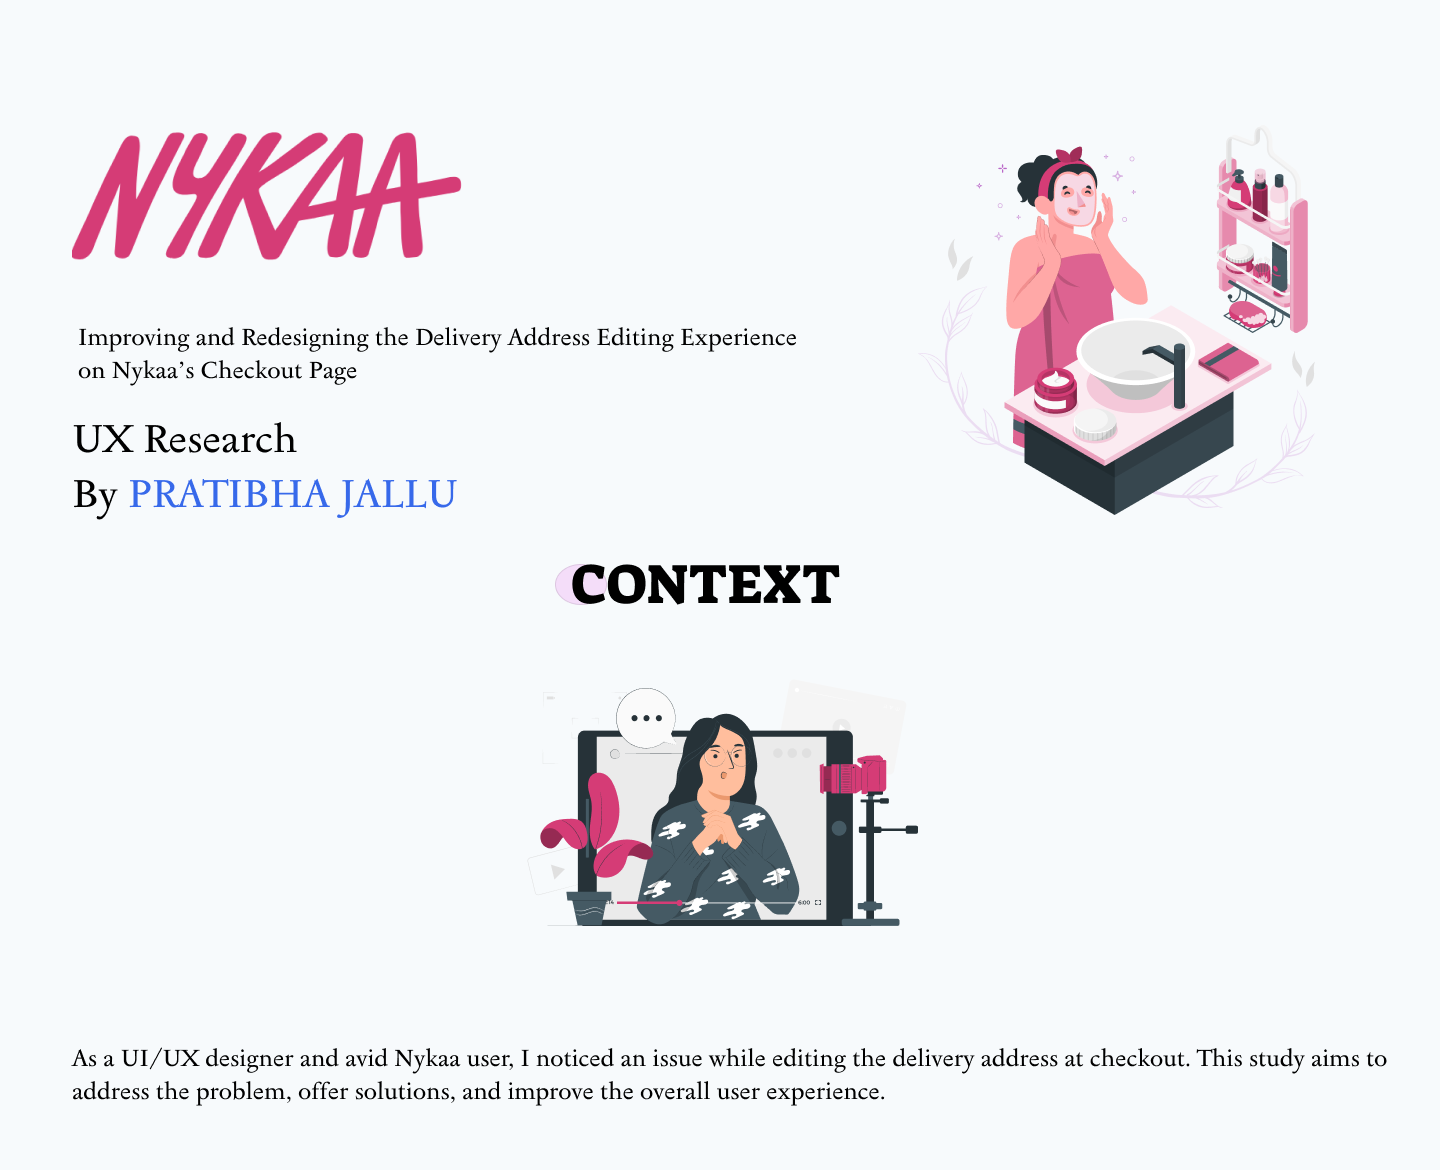 NYKAA
Improving and Redesigning the Delivery Address Editing Experience
on Nykaa’s Checkout Page
UX Research
By PRATIBHA JALLU
CONTEXT
6:00
As a UI/UX designer and avid Nykaa user, I noticed an issue while editing the delivery address at checkout. This study aims to
address the problem, offer solutions, and improve the overall user experience.